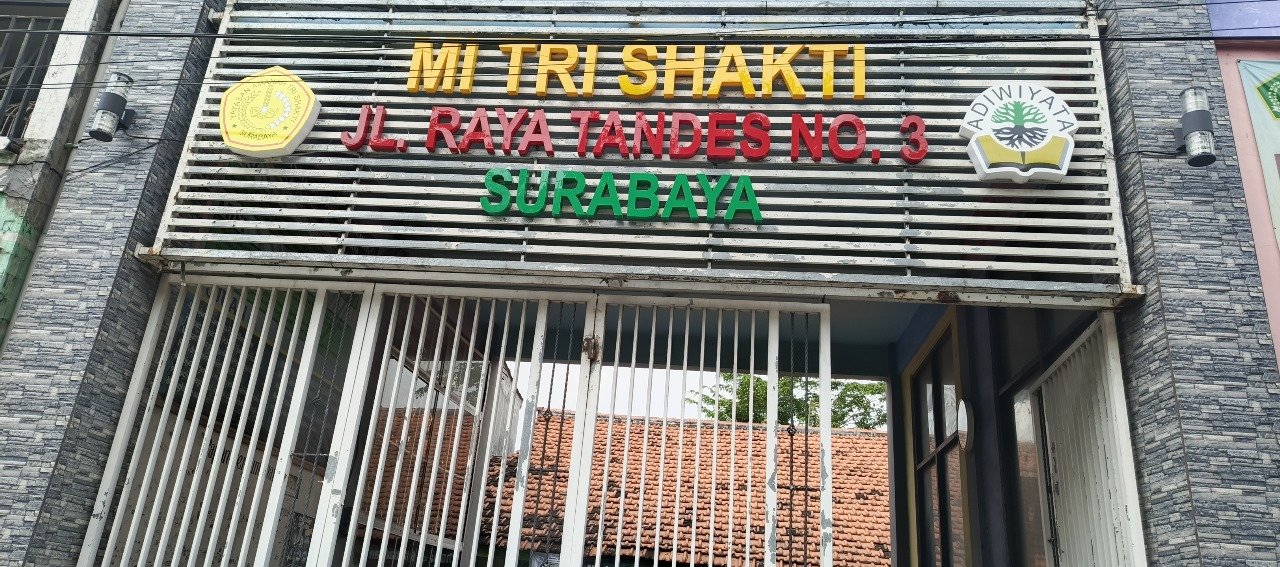 MI TRI SHAKTI
JL. RAYA TANDES NO. 3
SURABAYA
ADIWIYATA